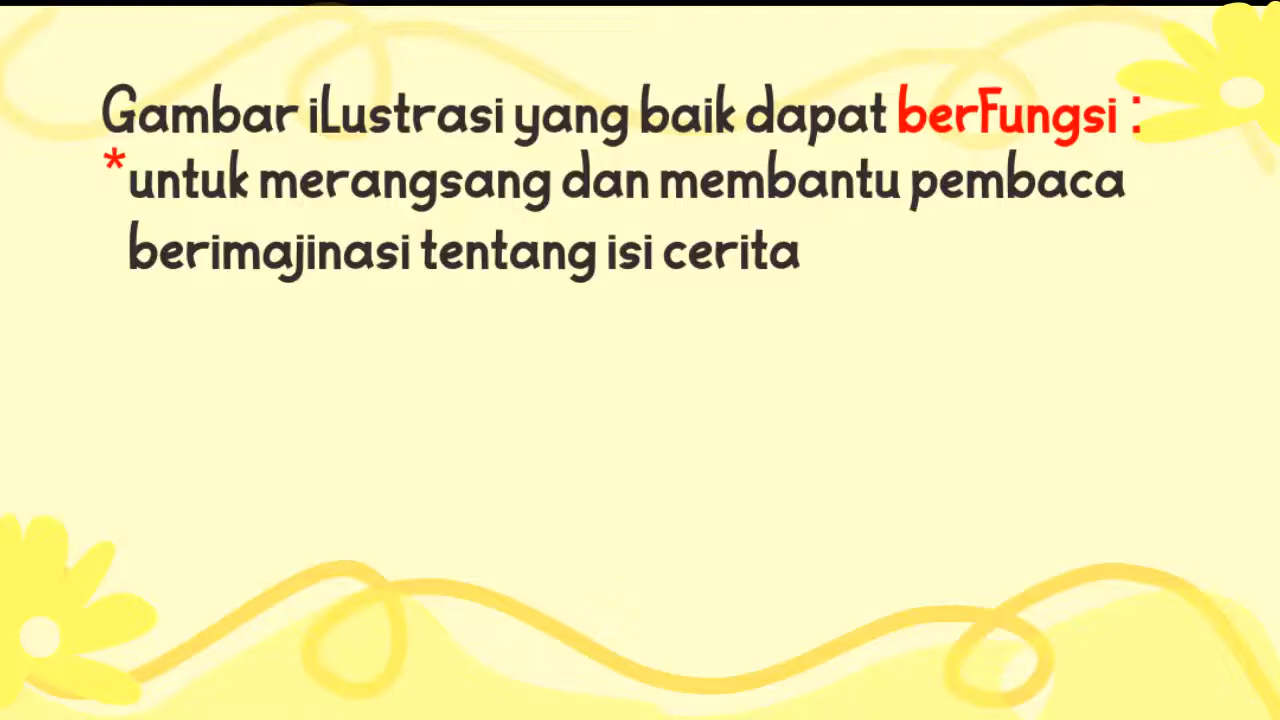 Gambar iLustrasi yang baik dapat berFungsi :
*untuk merangsang dan membantu pembaca
berimajinasi tentang isi cerita